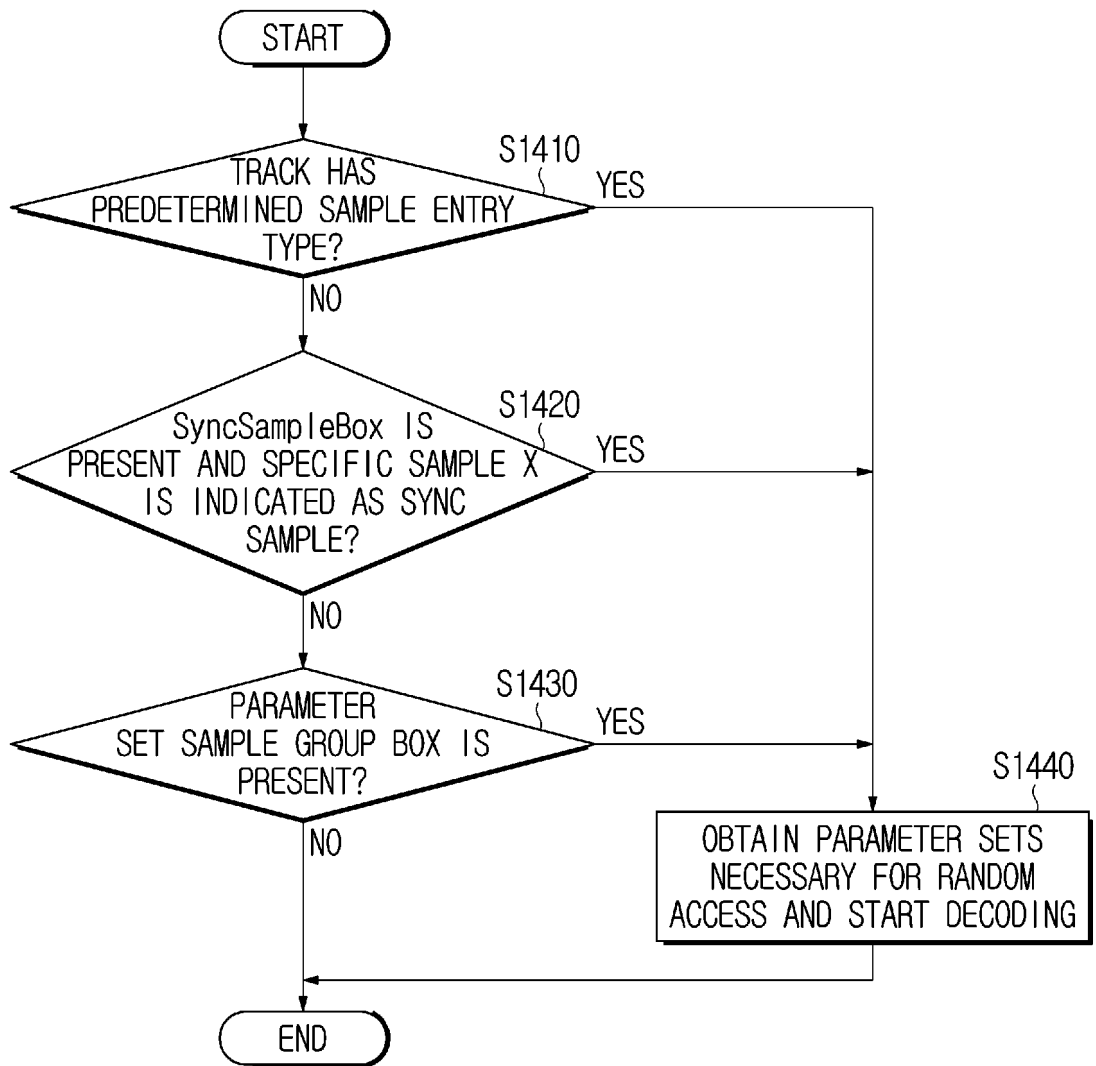 START
S1410
TRACK HAS
PREDETERMINED SAMPLE ENTRY
TYPE?
YES
NO
S1420
SyncSampleBox IS
PRESENT AND SPECIFIC SAMPLE X
IS INDICATED AS SYNC
SAMPLE?
YES
NO
S1430
PARAMETER
SET SAMPLE GROUP BOX IS
PRESENT?
YES
NO
S1440
OBTAIN PARAMETER SETS
NECESSARY FOR RANDOM
ACCESS AND START DECODING
END